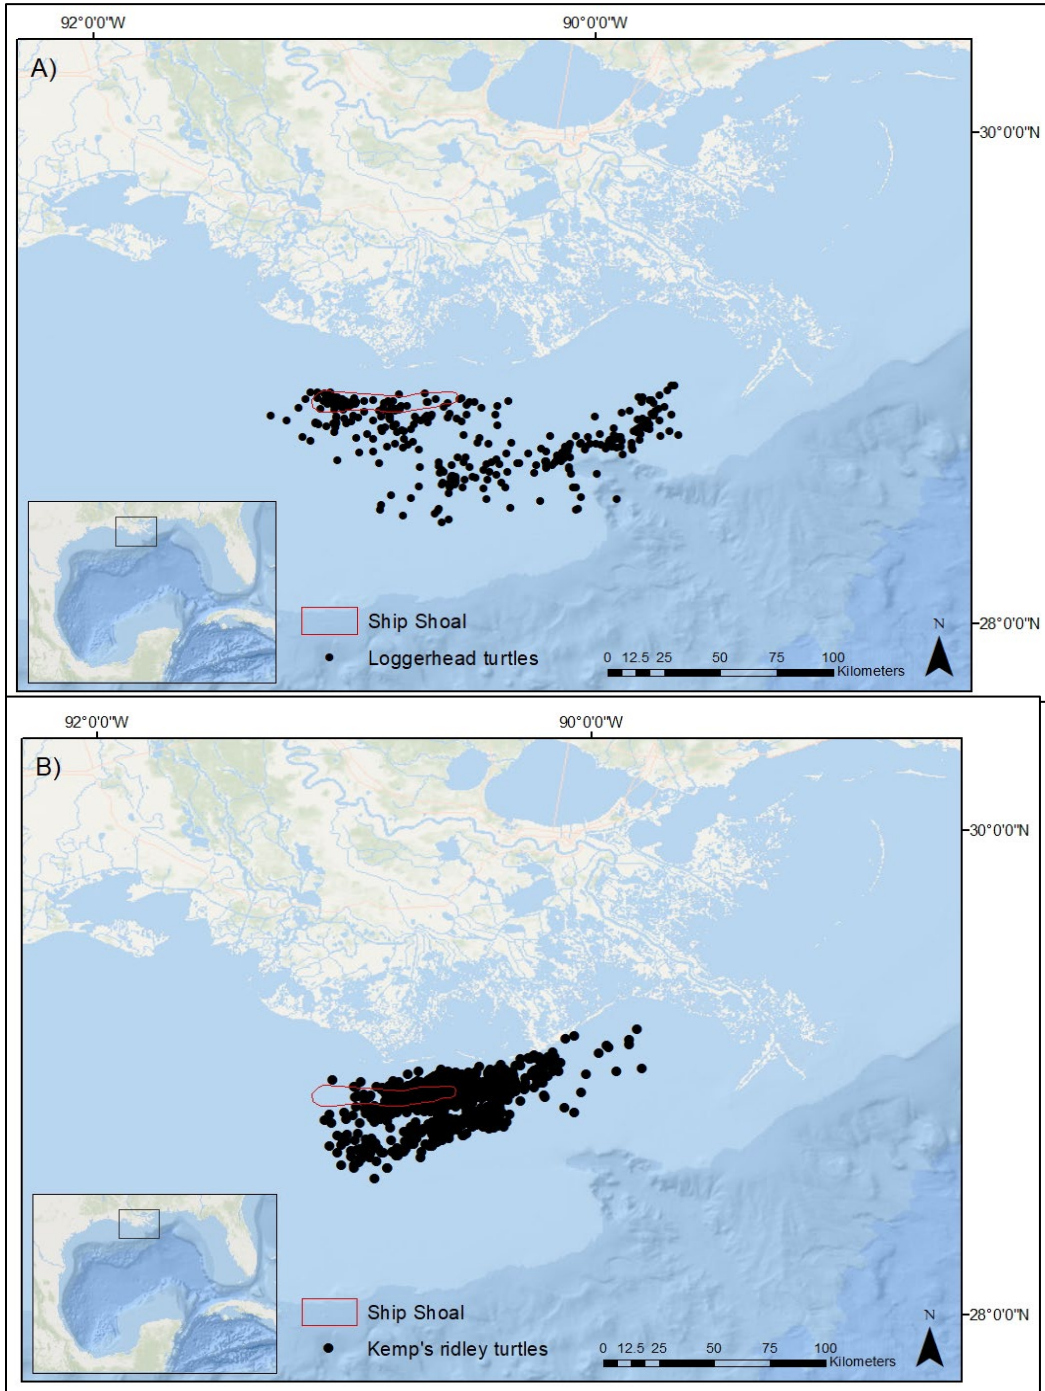 92°0'0"W 90°0'0"W
A)
30°0'0"N
Ship Shoal
Loggerhead turtles
28°0'0"N
N
0 12.5 25 50 75 100
Kilometers
92°0'0"W 90°0'0"W
B)
30°0'0"N
Ship Shoal
Kemp's ridley turtles
28°0'0"N
N
0 12.5 25 50 75 100
Kilometers